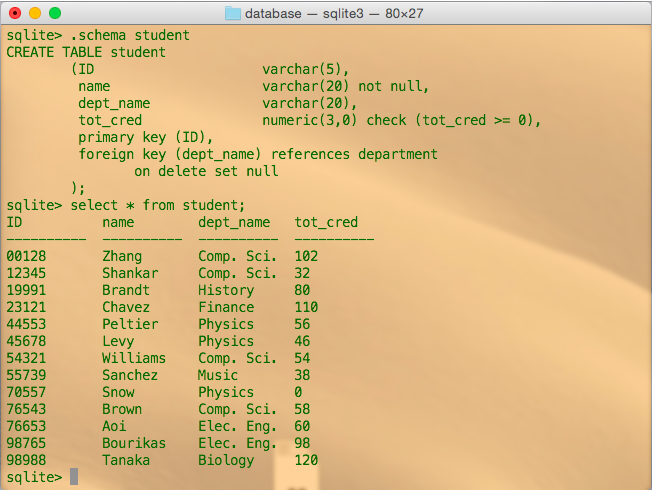 database — sqlite3 — 80×27
sqlite> .schema student
CREATE TABLE student
        (ID                     varchar(5),
         name                   varchar(20) not null,
         dept_name              varchar(20),
         tot_cred               numeric(3,0) check (tot_cred >= 0),
         primary key (ID),
         foreign key (dept_name) references department
                on delete set null
        );
sqlite> select * from student;
ID          name        dept_name   tot_cred
----------  ----------  ----------  ----------
00128       Zhang       Comp. Sci.  102
12345       Shankar     Comp. Sci.  32
19991       Brandt      History     80
23121       Chavez      Finance     110
44553       Peltier     Physics     56
45678       Levy        Physics     46
54321       Williams    Comp. Sci.  54
55739       Sanchez     Music       38
70557       Snow        Physics     0
76543       Brown       Comp. Sci.  58
76653       Aoi         Elec. Eng.  60
98765       Bourikas    Elec. Eng.  98
98988       Tanaka      Biology     120
sqlite>